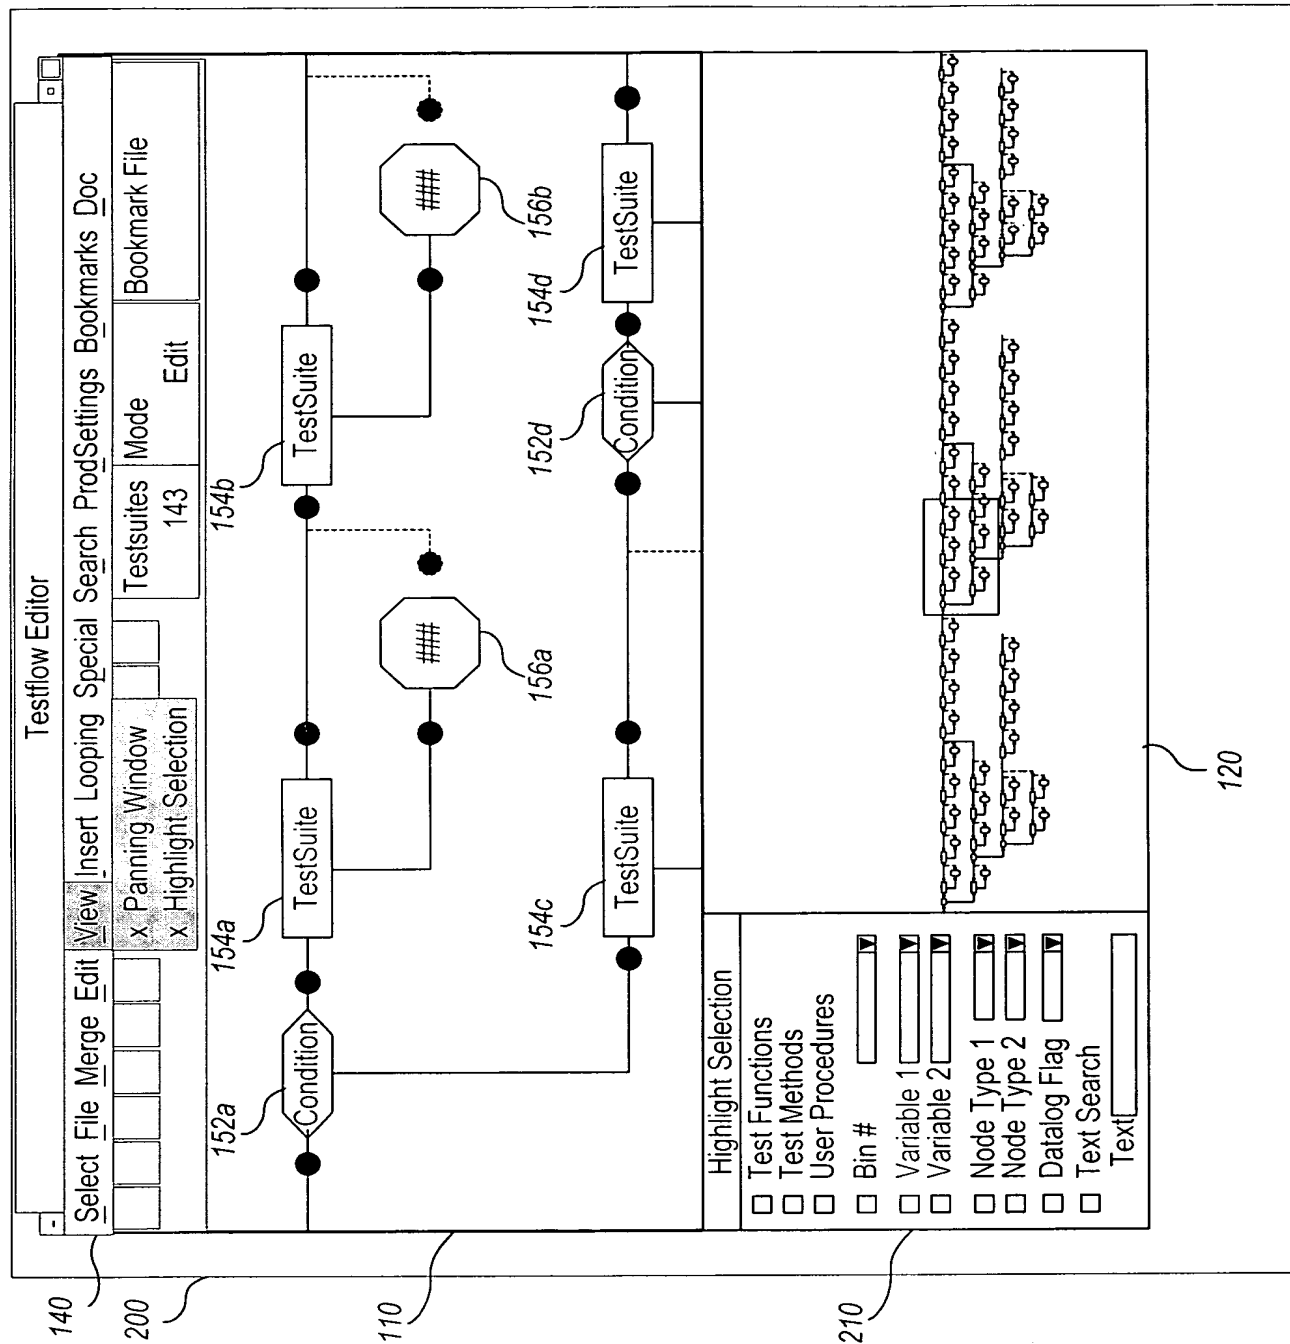 Testflow Editor
Select File Merge Edit View Insert Looping Special Search ProdSettings Bookmarks Doc
x Panning Window
x Highlight Selection
Testsuites
143
Mode
Edit
Bookmark File
152a
154a
154b
Condition
TestSuite
TestSuite
####
####
156a
156b
154c
152d
154d
TestSuite
Condition
TestSuite
Highlight Selection
Test Functions
Test Methods
User Procedures
Bin #
Variable 1
Variable 2
Node Type 1
Node Type 2
Datalog Flag
Text Search
Text
140
200
110
210
120